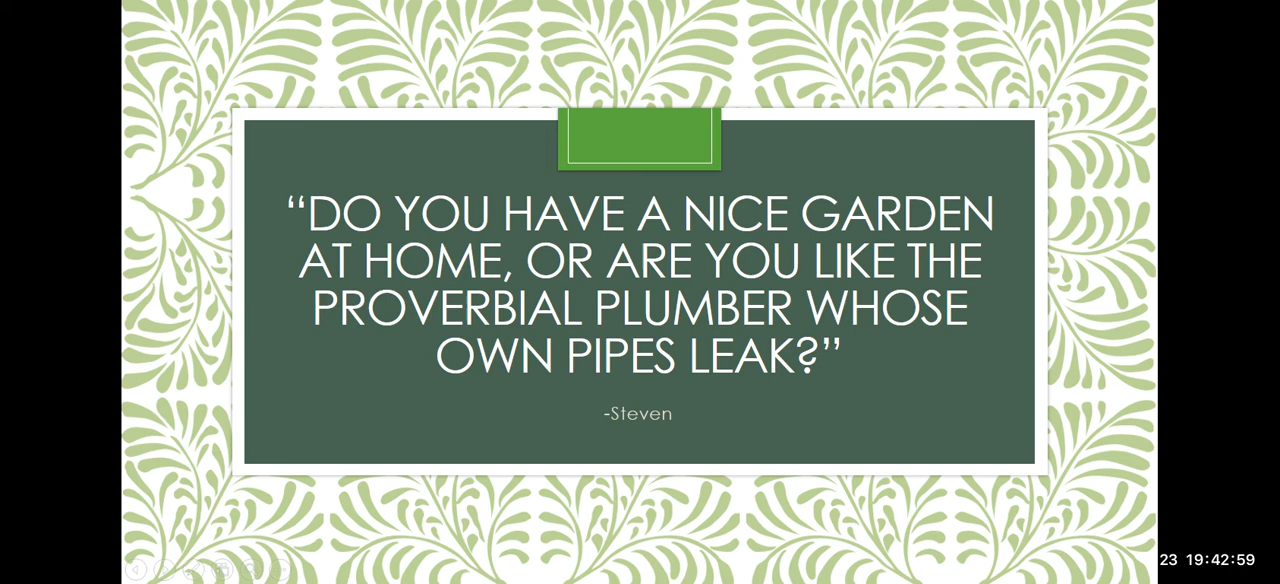 “DO YOU HAVE A NICE GARDEN
AT HOME, OR ARE YOU LIKE THE
PROVERBIAL PLUMBER WHOSE
OWN PIPES LEAK?”
-Steven
23 19:42:59